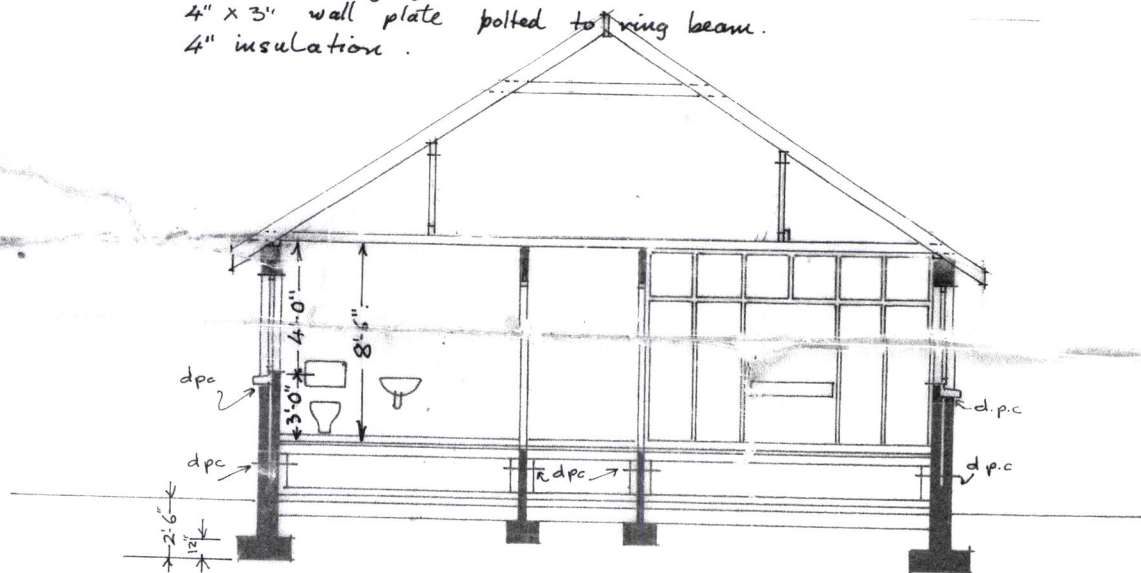 4" x 3" wall plate bolted to ring beam.
4" insulation.
4'-0"
8'-6"
dpc
3'-0"
d.p.c
dpc
dpc
d.p.c
2'-6"
12"